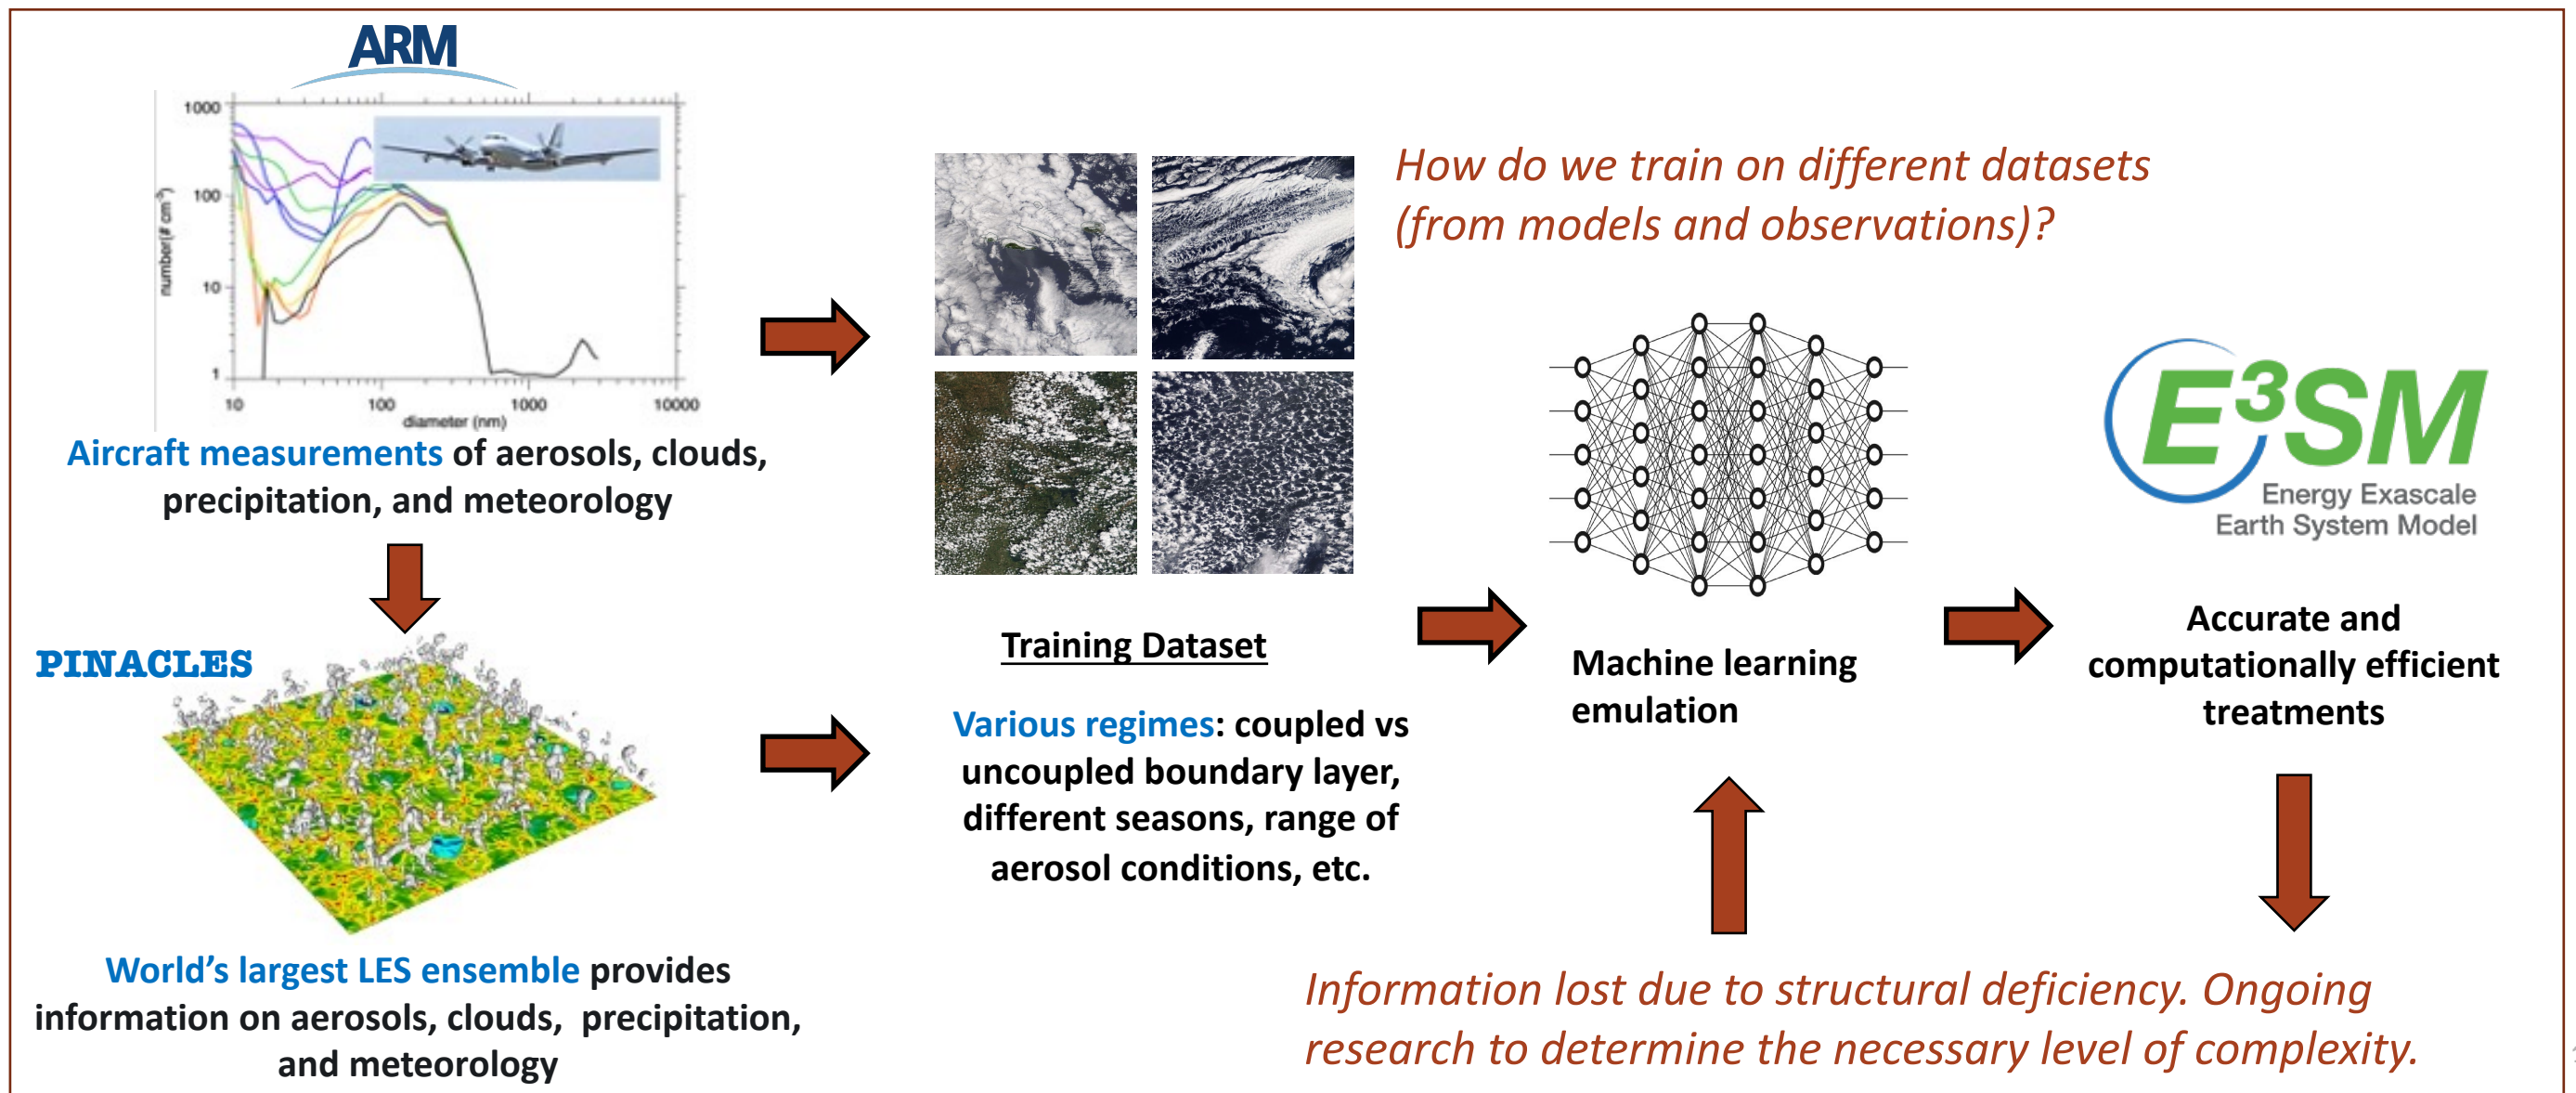 ARM
1000
100
10
1
number(# cm-3)
10 100 1000 10000
diameter (nm)
Aircraft measurements of aerosols, clouds,
precipitation, and meteorology
PINACLES
World's largest LES ensemble provides
information on aerosols, clouds,  precipitation,
and meteorology
Training Dataset
Various regimes: coupled vs
uncoupled boundary layer,
different seasons, range of
aerosol conditions, etc.
How do we train on different datasets
(from models and observations)?
Machine learning
emulation
E³SM
Energy Exascale
Earth System Model
Accurate and
computationally efficient
treatments
Information lost due to structural deficiency. Ongoing
research to determine the necessary level of complexity.